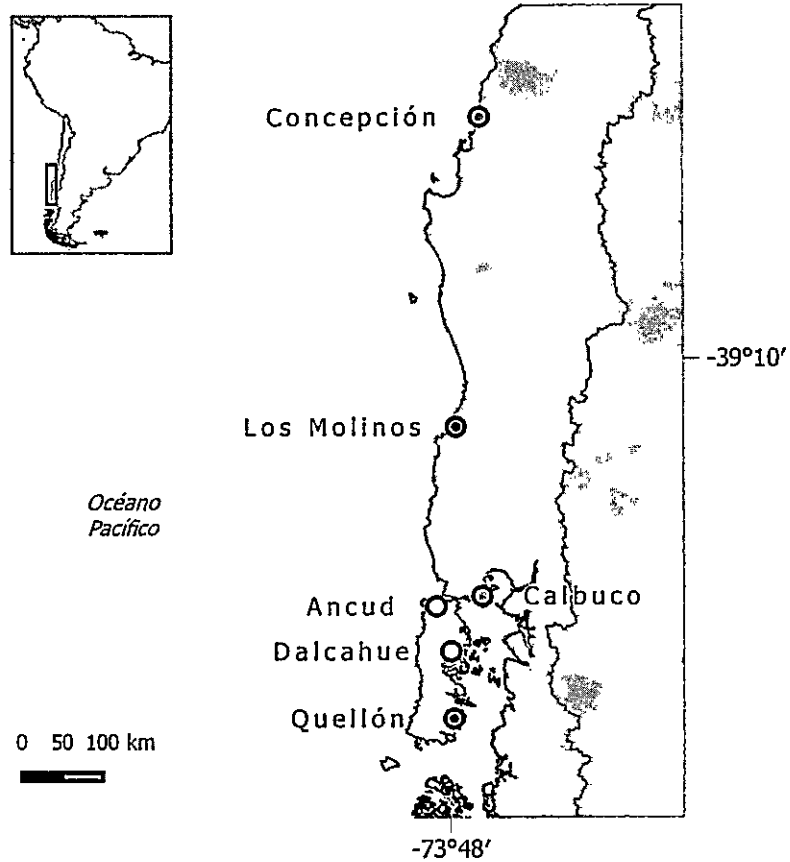 Concepción
-39°10'
Los Molinos
Océano
Pacífico
Ancud
Calbuco
Dalcahue
Quellón
0 50 100 km
-73°48'